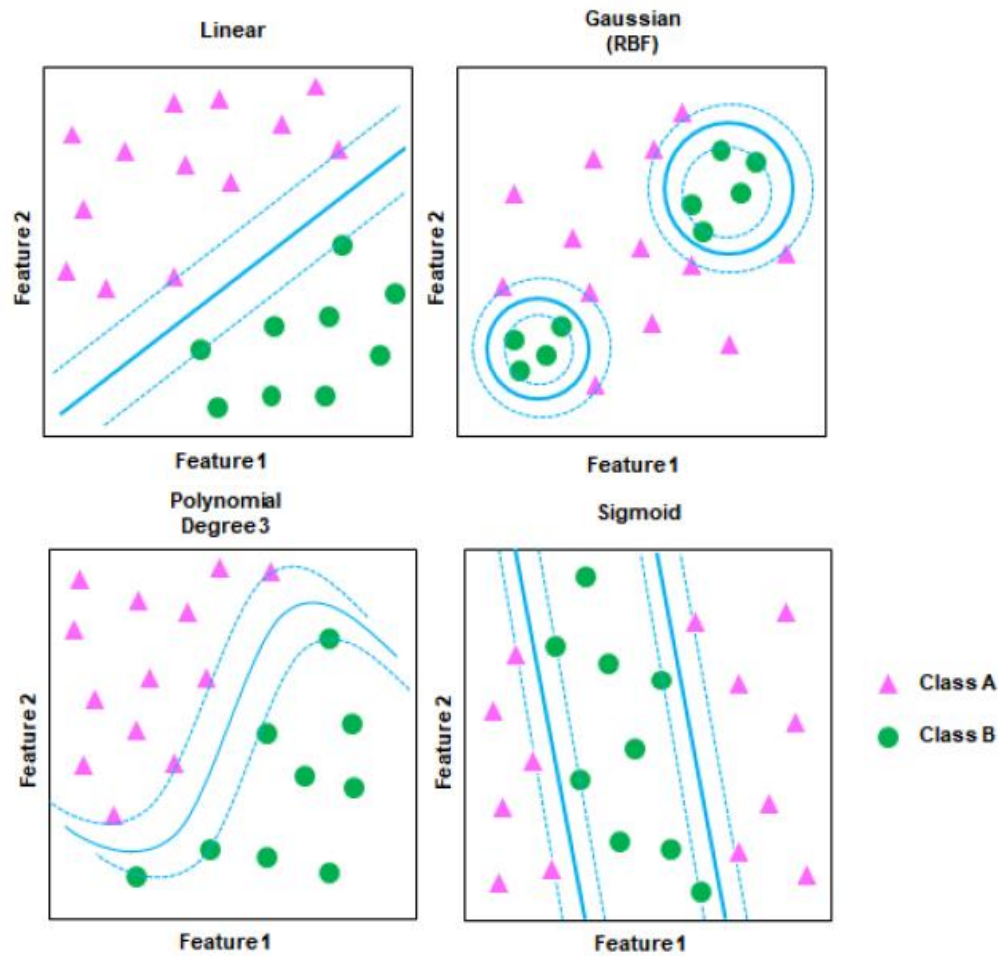 Linear
Gaussian
(RBF)
Feature 2
Feature 2
Feature 1
Feature 1
Polynomial
Degree 3
Sigmoid
Feature 2
Feature 2
Class A
Class B
Feature 1
Feature 1